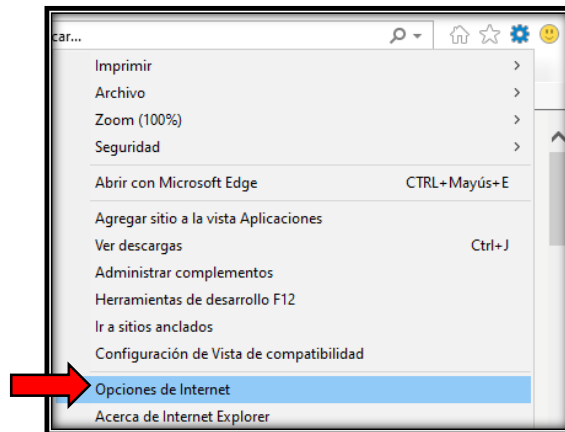 car...
Imprimir
Archivo
Zoom (100%)
Seguridad
Abrir con Microsoft Edge CTRL+Mayús+E
Agregar sitio a la vista Aplicaciones
Ver descargas Ctrl+J
Administrar complementos
Herramientas de desarrollo F12
Ir a sitios anclados
Configuración de Vista de compatibilidad
Opciones de Internet
Acerca de Internet Explorer